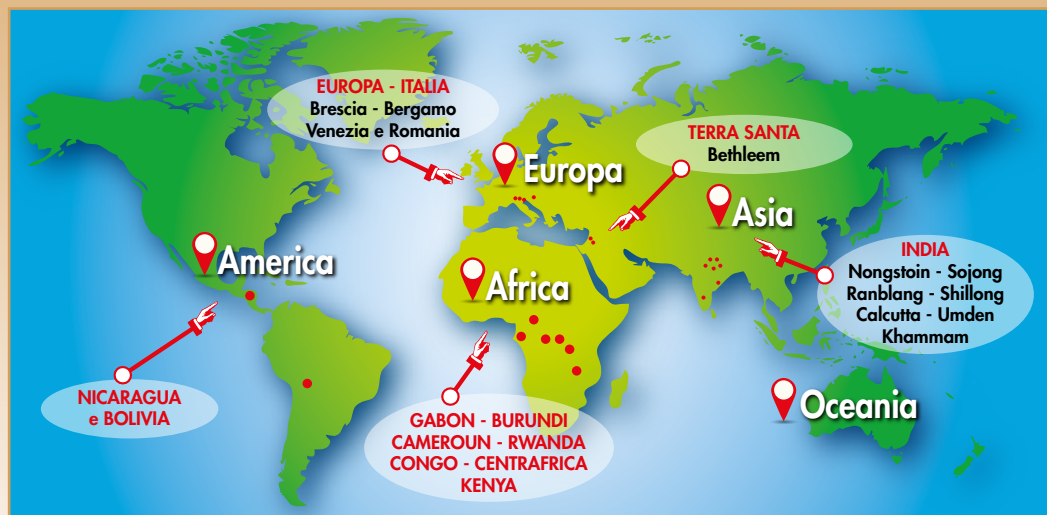 EUROPA - ITALIA
Brescia - Bergamo
Venezia e Romania
TERRA SANTA
Bethleem
Europa
Asia
America
Africa
INDIA
Nongstoin - Sojong
Ranblang - Shillong
Calcutta - Umden
Khammam
NICARAGUA
e BOLIVIA
GABON - BURUNDI
CAMEROUN - RWANDA
CONGO - CENTRAFRICA
KENYA
Oceania